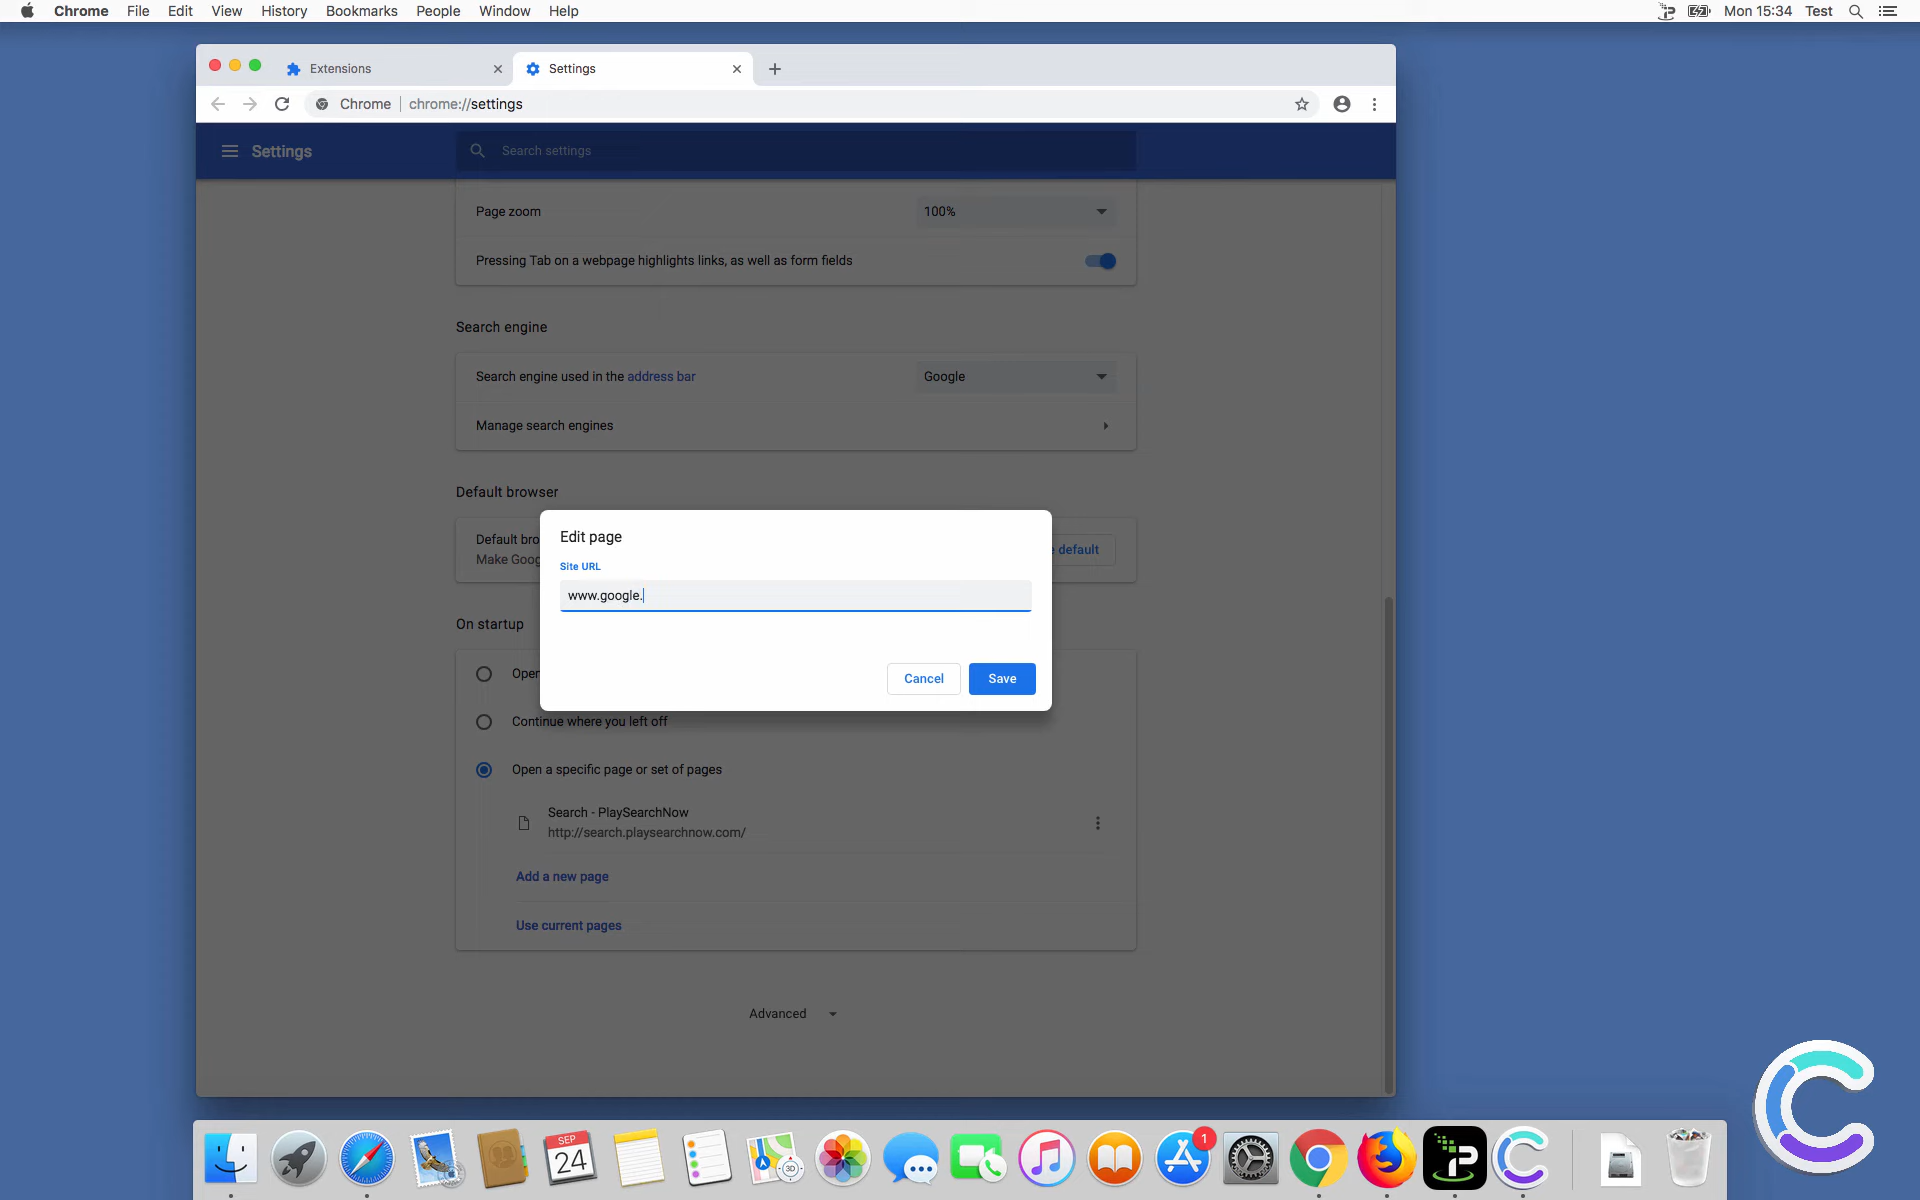 Chrome File Edit View History Bookmarks People Window Help Mon 15:34 Test
Extensions Settings
Chrome chrome://settings
Settings Search settings
Page zoom 100%
Pressing Tab on a webpage highlights links, as well as form fields
Search engine
Search engine used in the address bar Google
Manage search engines
Default browser
Default bro
Make Goog
e default
Edit page
Site URL
www.google.
Cancel Save
On startup
Open
Continue where you left off
Open a specific page or set of pages
Search - PlaySearchNow
http://search.playsearchnow.com/
Add a new page
Use current pages
Advanced
SEP
24
3D
1